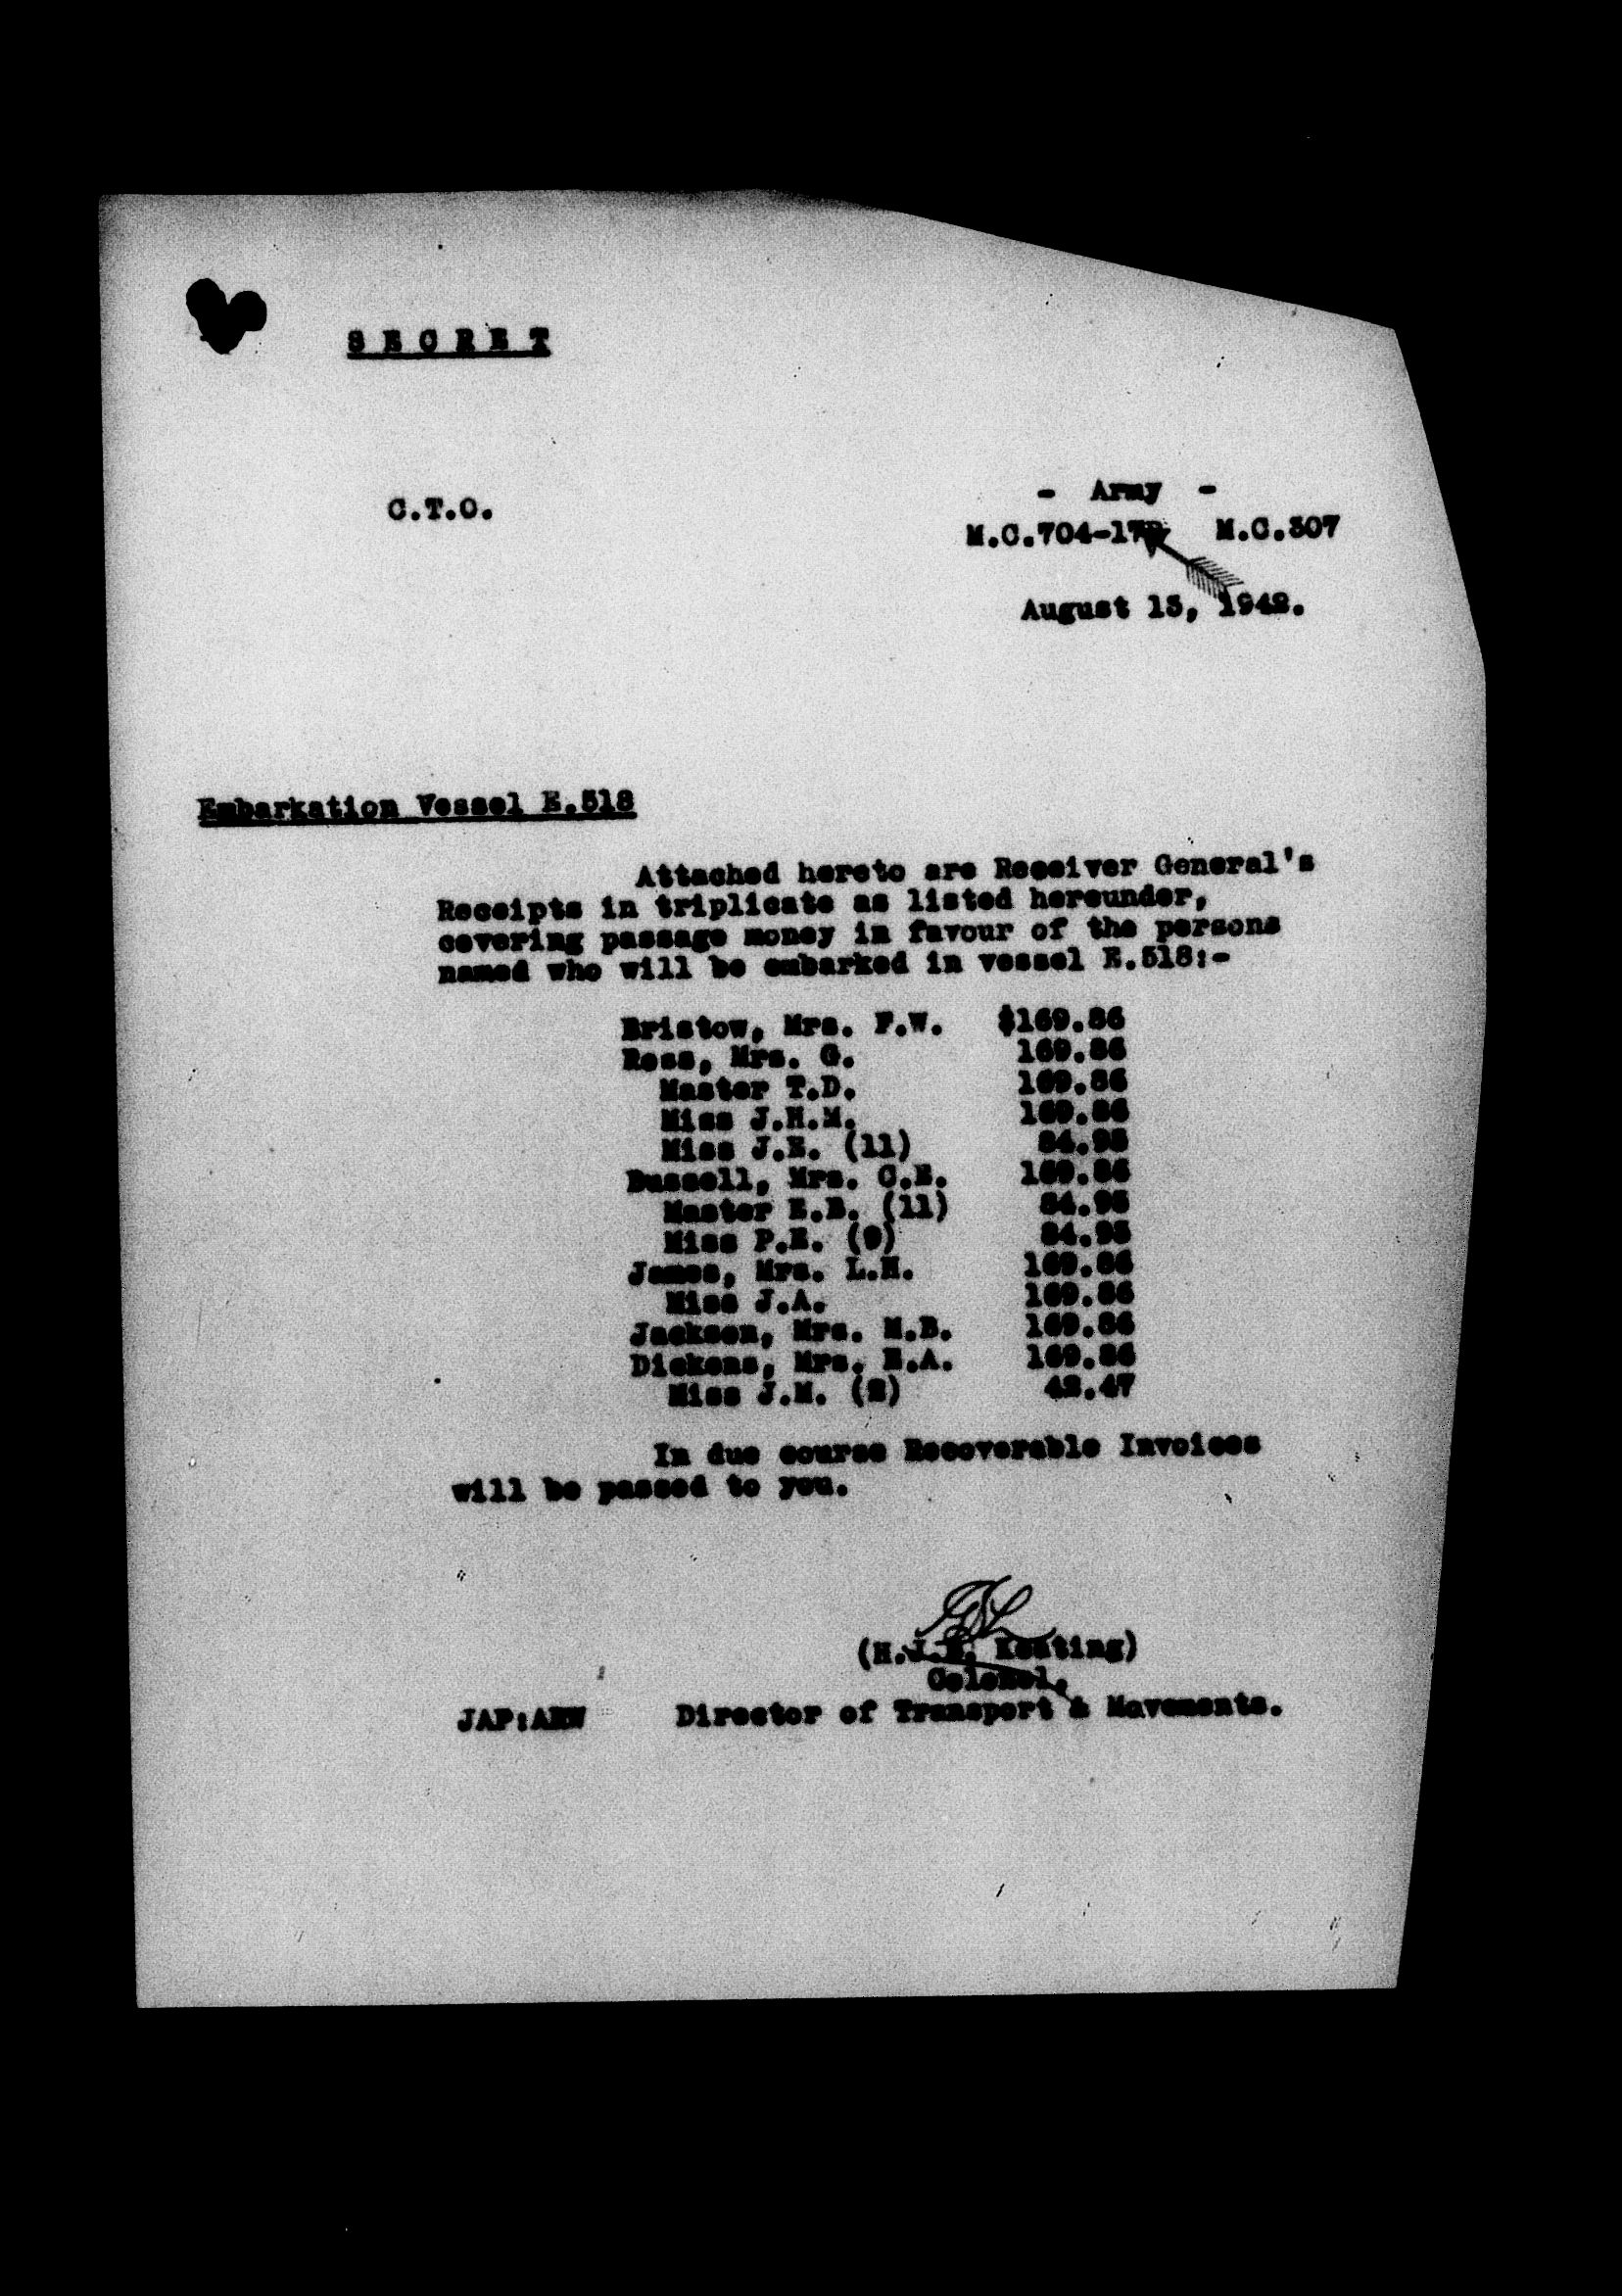 S E C R E T
C.T.O.
- Army -
M.C.704-17 M.C.307
August 13, 1942.
Embarkation Vessel E.518
Attached hereto are Receiver General's
Receipts in triplicate as listed hereunder,
covering passage money in favour of the persons
named who will be embarked in vessel E.518:-
Bristow, Mrs. F.W. $169.86
Ross, Mrs. G. 169.86
Master T.D. 169.86
Miss J.H.M. 169.86
Miss J.E. (11) 84.93
Bussell, Mrs. C.E. 169.86
Master E.B. (11) 84.93
Miss P.E. (9) 84.93
James, Mrs. L.H. 169.86
Miss J.A. 169.86
Jackson, Mrs. M.B. 169.86
Dickens, Mrs. E.A. 169.86
Miss J.M. (2) 42.47
In due course Recoverable Invoices
will be passed to you.
(H.J.E. Keating)
Colonel,
JAP:ARW Director of Transport & Movements.